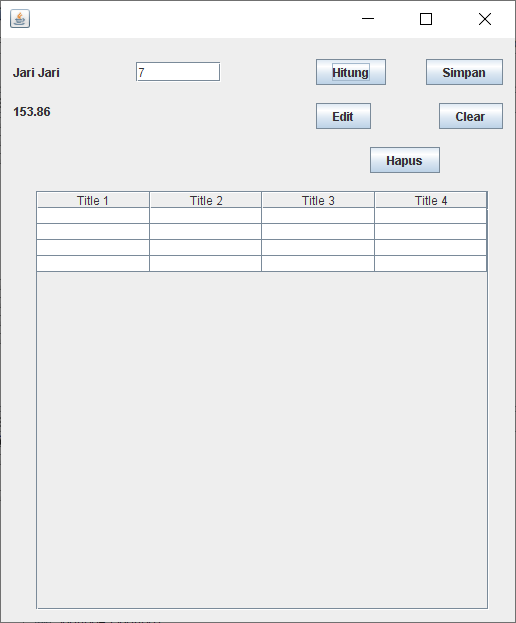 Jari Jari 7 Hitung Simpan
153.86 Edit Clear
Hapus
Title 1 Title 2 Title 3 Title 4